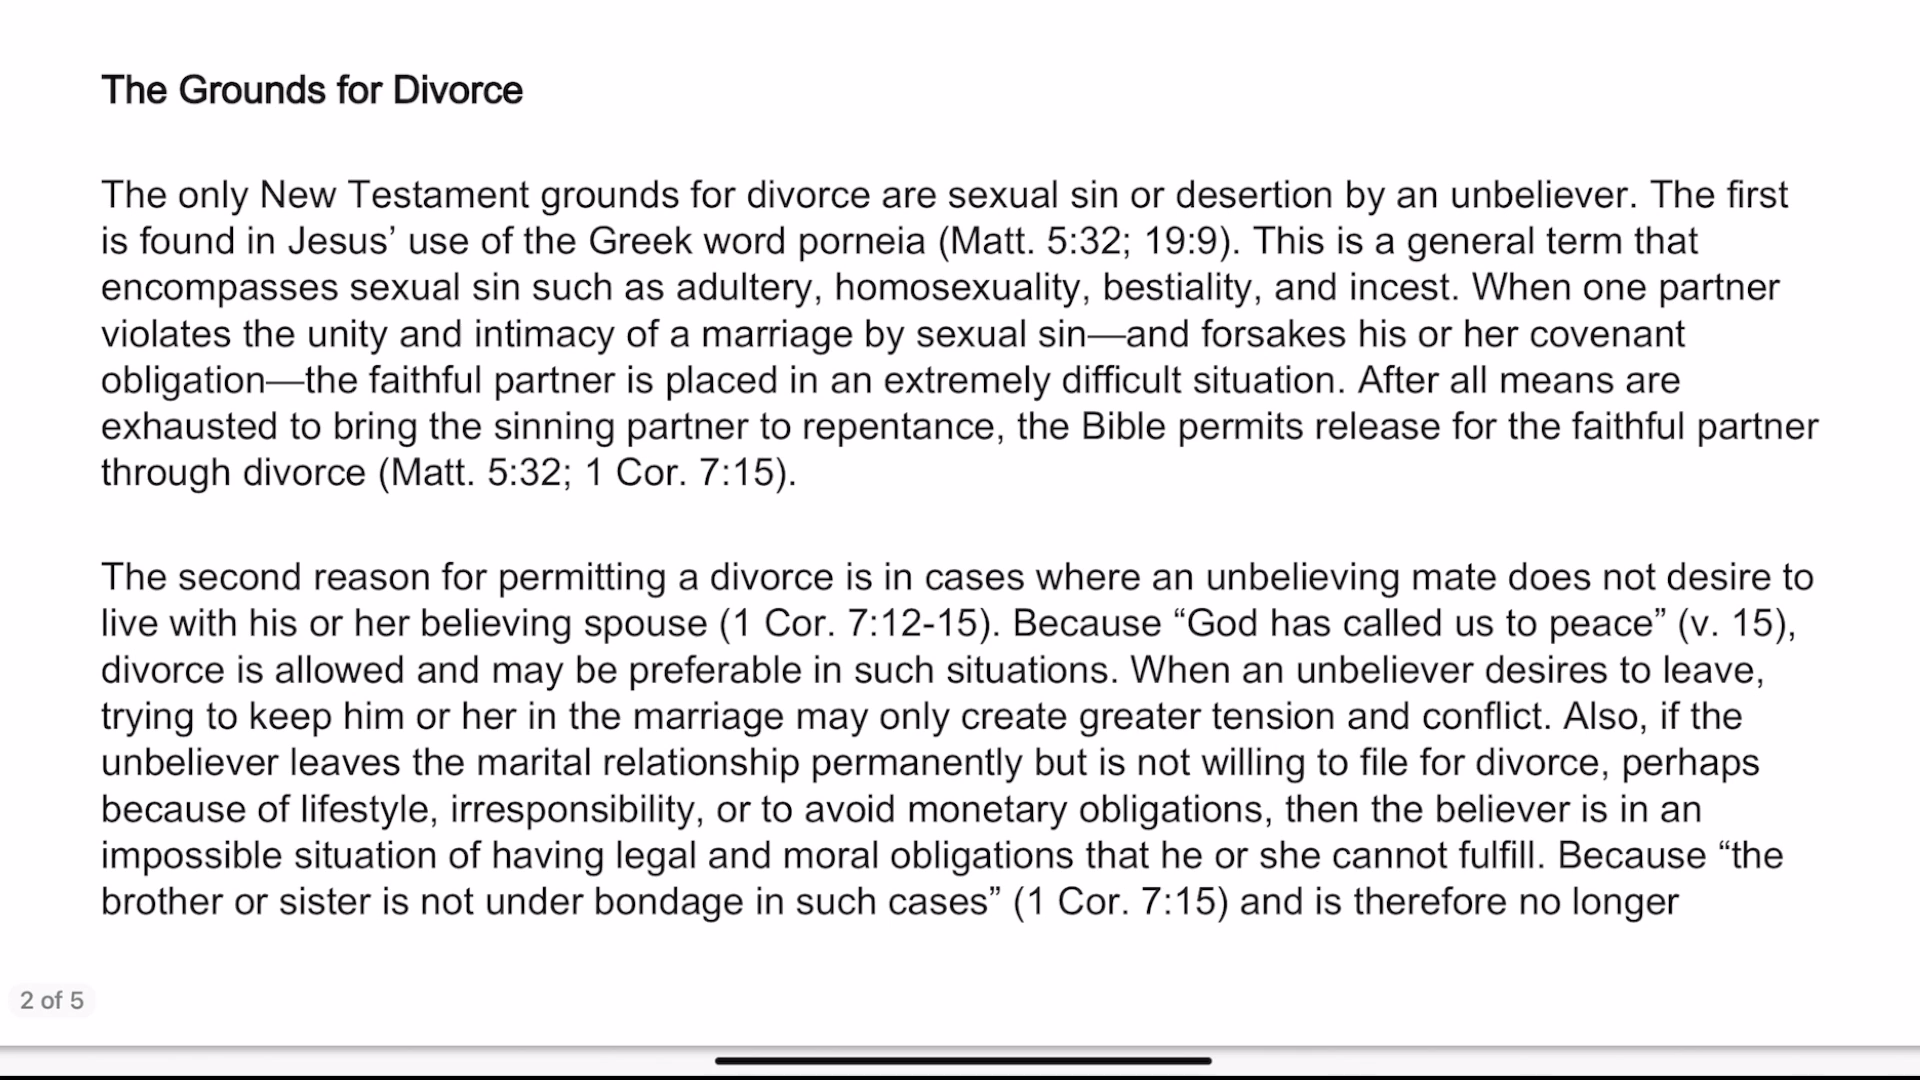 The Grounds for Divorce
The only New Testament grounds for divorce are sexual sin or desertion by an unbeliever. The first
is found in Jesus’ use of the Greek word porneia (Matt. 5:32; 19:9). This is a general term that
encompasses sexual sin such as adultery, homosexuality, bestiality, and incest. When one partner
violates the unity and intimacy of a marriage by sexual sin—and forsakes his or her covenant
obligation—the faithful partner is placed in an extremely difficult situation. After all means are
exhausted to bring the sinning partner to repentance, the Bible permits release for the faithful partner
through divorce (Matt. 5:32; 1 Cor. 7:15).
The second reason for permitting a divorce is in cases where an unbelieving mate does not desire to
live with his or her believing spouse (1 Cor. 7:12-15). Because “God has called us to peace” (v. 15),
divorce is allowed and may be preferable in such situations. When an unbeliever desires to leave,
trying to keep him or her in the marriage may only create greater tension and conflict. Also, if the
unbeliever leaves the marital relationship permanently but is not willing to file for divorce, perhaps
because of lifestyle, irresponsibility, or to avoid monetary obligations, then the believer is in an
impossible situation of having legal and moral obligations that he or she cannot fulfill. Because “the
brother or sister is not under bondage in such cases” (1 Cor. 7:15) and is therefore no longer
2 of 5